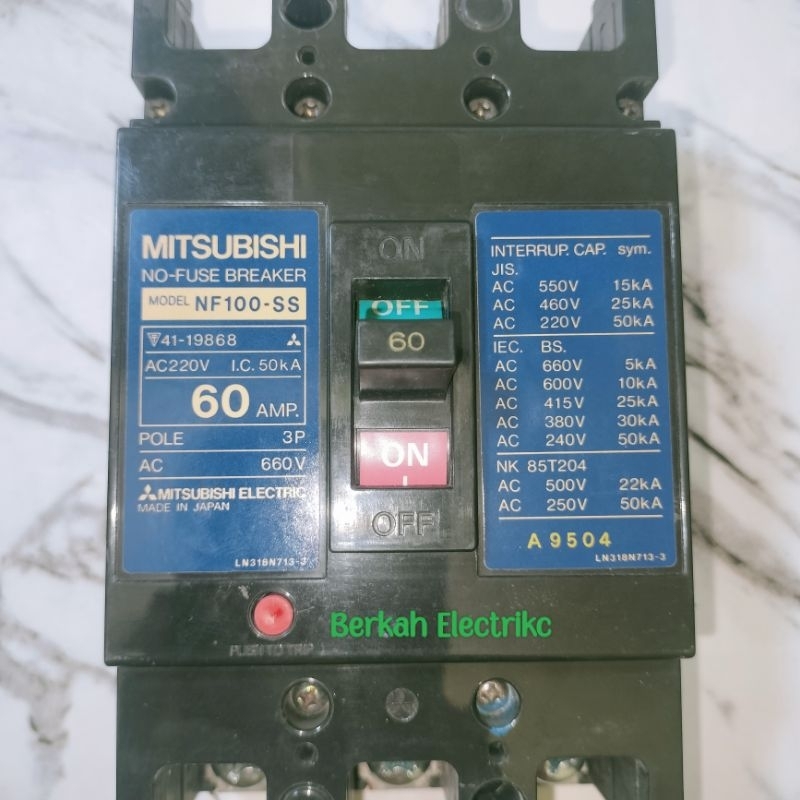 MITSUBISHI
NO-FUSE BREAKER
MODEL NF100-SS
41-19868
AC220V I.C. 50kA
60 AMP.
POLE 3P
AC 660V
MITSUBISHI ELECTRIC
MADE IN JAPAN
LN318N713-3
ON
OFF
60
ON
OFF
INTERRUP. CAP. sym.
JIS.
AC 550V 15kA
AC 460V 25kA
AC 220V 50kA
IEC. BS.
AC 660V 5kA
AC 600V 10kA
AC 415V 25kA
AC 380V 30kA
AC 240V 50kA
NK 85T204
AC 500V 22kA
AC 250V 50kA
A 9504
LN318N713-3
PUSH TO TRIP
Berkah Electrikc